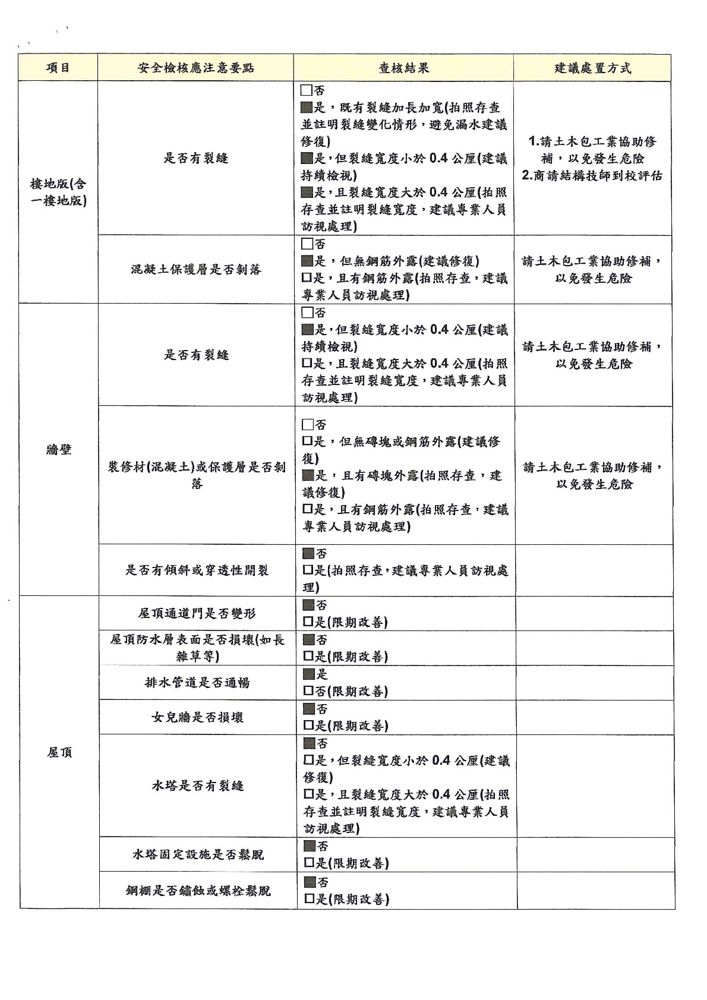 項目 安全檢核應注意要點 查核結果 建議處置方式
樓地版(含
一樓地版)
是否有裂縫
□否
■是，既有裂縫加長加寬(拍照存查
並註明裂縫變化情形，避免漏水建議
修復)
■是，但裂縫寬度小於 0.4 公厘(建議
持續檢視)
■是，且裂縫寬度大於 0.4 公厘(拍照
存查並註明裂縫寬度，建議專業人員
訪視處理)
1.請土木包工業協助修
補，以免發生危險
2.商請結構技師到校評估
混凝土保護層是否剝落
□否
■是，但無鋼筋外露(建議修復)
□是，且有鋼筋外露(拍照存查，建議
專業人員訪視處理)
請土木包工業協助修補，
以免發生危險
牆壁
是否有裂縫
□否
■是，但裂縫寬度小於 0.4 公厘(建議
持續檢視)
□是，且裂縫寬度大於 0.4 公厘(拍照
存查並註明裂縫寬度，建議專業人員
訪視處理)
請土木包工業協助修補，
以免發生危險
裝修材(混凝土)或保護層是否剝
落
□否
□是，但無磚塊或鋼筋外露(建議修
復)
■是，且有磚塊外露(拍照存查，建
議修復)
□是，且有鋼筋外露(拍照存查，建議
專業人員訪視處理)
請土木包工業協助修補，
以免發生危險
是否有傾斜或穿透性開裂
■否
□是(拍照存查，建議專業人員訪視處
理)
屋頂
屋頂通道門是否變形
■否
□是(限期改善)
屋頂防水層表面是否損壞(如長
雜草等)
■否
□是(限期改善)
排水管道是否通暢
■是
□否(限期改善)
女兒牆是否損壞
■否
□是(限期改善)
水塔是否有裂縫
■否
□是，但裂縫寬度小於 0.4 公厘(建議
修復)
□是，且裂縫寬度大於 0.4 公厘(拍照
存查並註明裂縫寬度，建議專業人員
訪視處理)
水塔固定設施是否鬆脫
■否
□是(限期改善)
鋼棚是否鏽蝕或螺栓鬆脫
■否
□是(限期改善)